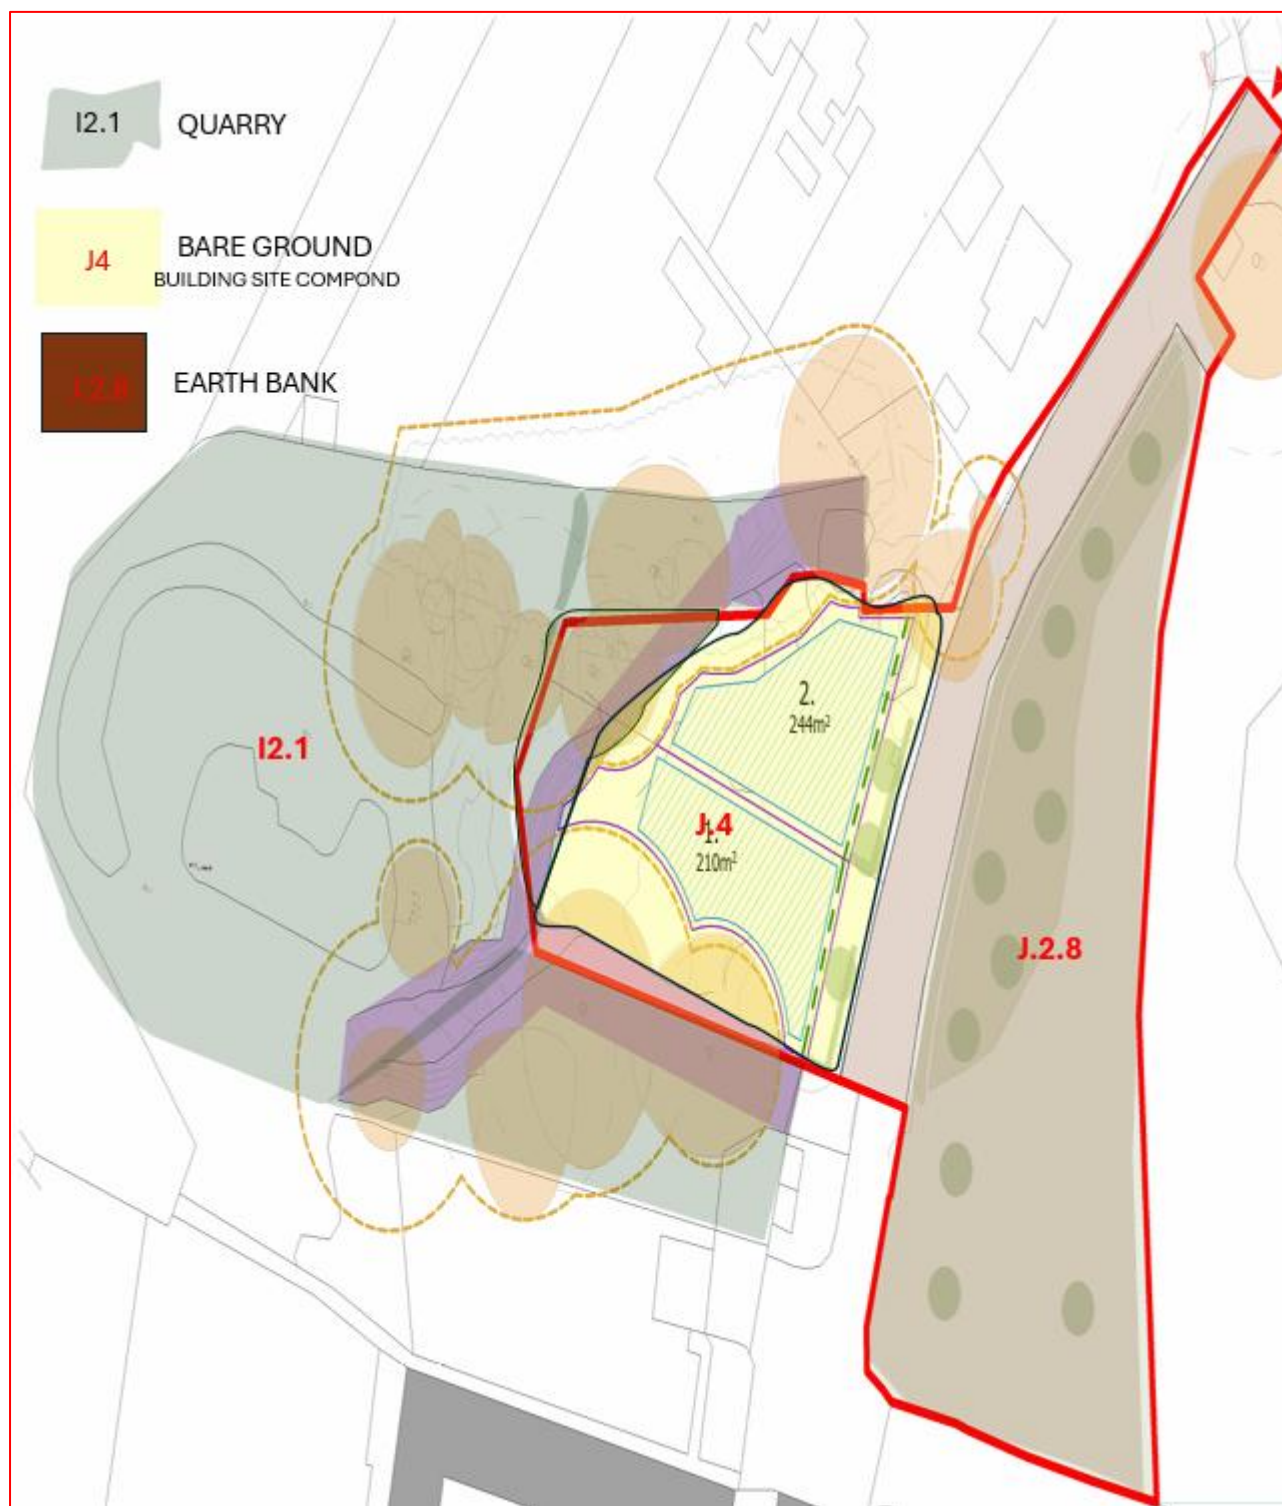 I2.1
QUARRY
J4
BARE GROUND
BUILDING SITE COMPOND
J.2.8
EARTH BANK
2.
244m²
I2.1
J.4
1.
210m²
J.2.8